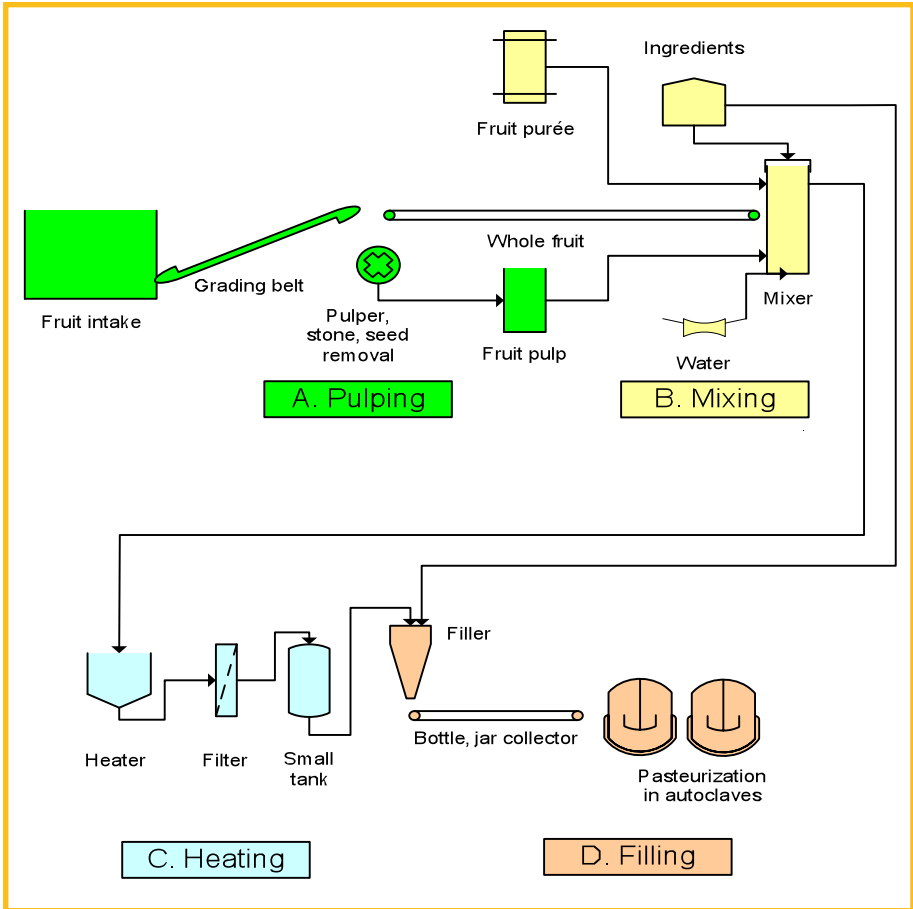 Ingredients
Fruit purée
Whole fruit
Grading belt
Mixer
Fruit intake
Pulper,
stone, seed
removal
Fruit pulp
Water
A. Pulping
B. Mixing
Filler
Bottle, jar collector
Heater
Filter
Small
tank
Pasteurization
in autoclaves
C. Heating
D. Filling